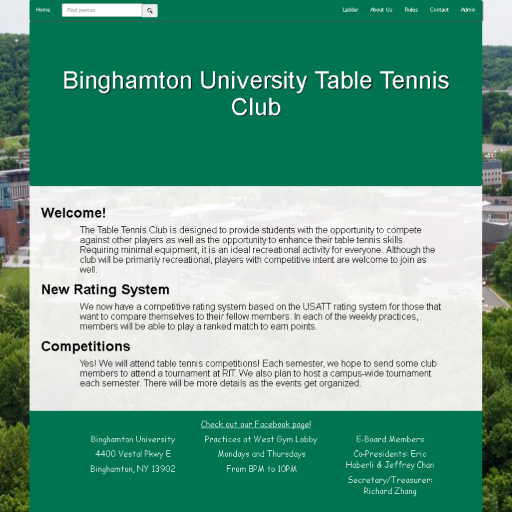 Home Find person Ladder About Us Rules Contact Admin
Binghamton University Table Tennis
Club
Welcome!
The Table Tennis Club is designed to provide students with the opportunity to compete
against other players as well as the opportunity to enhance their table tennis skills.
Requiring minimal equipment, it is an ideal recreational activity for everyone. Although the
club will be primarily recreational, players with competitive intent are welcome to join as
well.
New Rating System
We now have a competitive rating system based on the USATT rating system for those that
want to compare themselves to their fellow members. In each of the weekly practices,
members will be able to play a ranked match to earn points.
Competitions
Yes! We will attend table tennis competitions! Each semester, we hope to send some club
members to attend a tournament at RIT. We also plan to host a campus-wide tournament
each semester. There will be more details as the events get organized.
Check out our Facebook page!
Binghamton University
4400 Vestal Pkwy E
Binghamton, NY 13902
Practices at West Gym Lobby
Mondays and Thursdays
From 8PM to 10PM
E-Board Members
Co-Presidents: Eric
Haberli & Jeffrey Chan
Secretary/Treasurer:
Richard Zhang